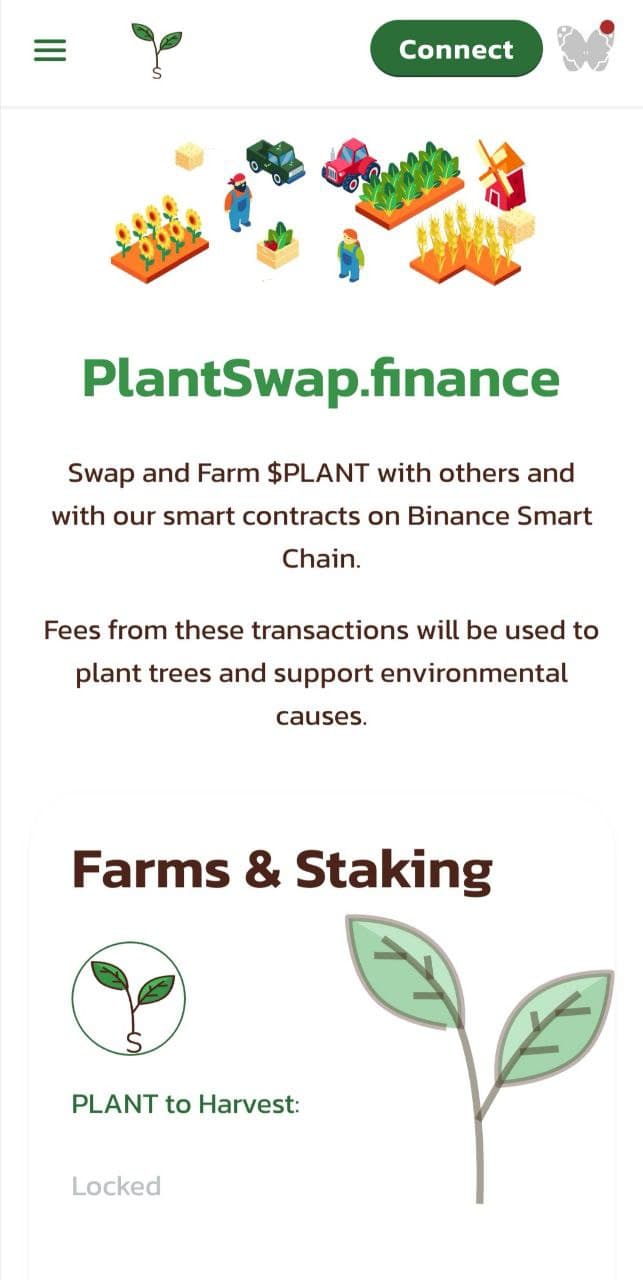 Connect
S
PlantSwap.finance
Swap and Farm $PLANT with others and
with our smart contracts on Binance Smart
Chain.
Fees from these transactions will be used to
plant trees and support environmental
causes.
Farms & Staking
S
PLANT to Harvest:
Locked